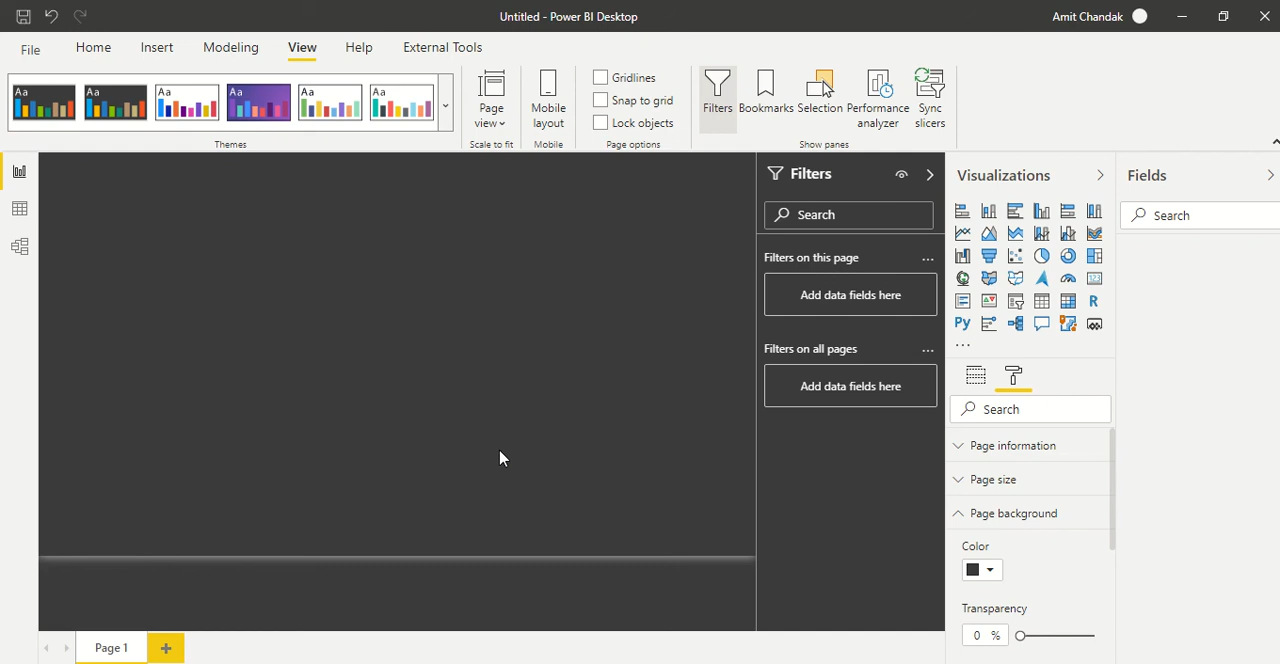 Untitled - Power BI Desktop
Amit Chandak
File
Home
Insert
Modeling
View
Help
External Tools
Aa
Aa
Aa
Aa
Aa
Aa
Themes
Page view
Scale to fit
Mobile layout
Mobile
Gridlines
Snap to grid
Lock objects
Page options
Filters
Bookmarks
Selection
Performance analyzer
Sync slicers
Show panes
Filters
Search
Filters on this page
...
Add data fields here
Filters on all pages
...
Add data fields here
Visualizations
123
R
Py
...
Search
Page information
Page size
Page background
Color
Transparency
0 %
Fields
Search
Page 1
+